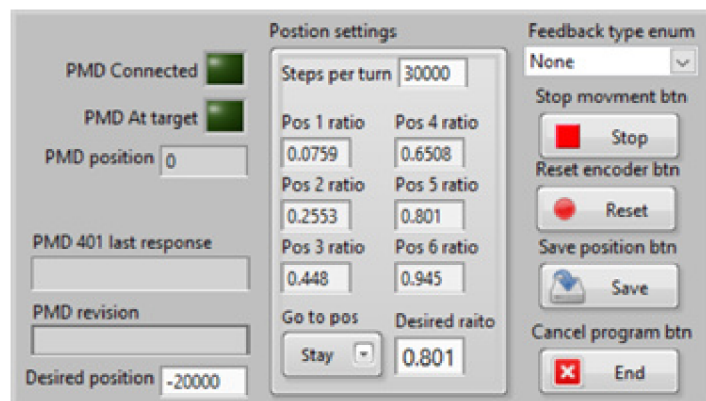 PMD Connected
PMD At target
PMD position 0
PMD 401 last response
PMD revision
Desired position -20000
Postion settings
Steps per turn 30000
Pos 1 ratio Pos 4 ratio
0.0759 0.6508
Pos 2 ratio Pos 5 ratio
0.2553 0.801
Pos 3 ratio Pos 6 ratio
0.448 0.945
Go to pos Desired raito
Stay 0.801
Feedback type enum
None
Stop movment btn
Stop
Reset encoder btn
Reset
Save position btn
Save
Cancel program btn
End